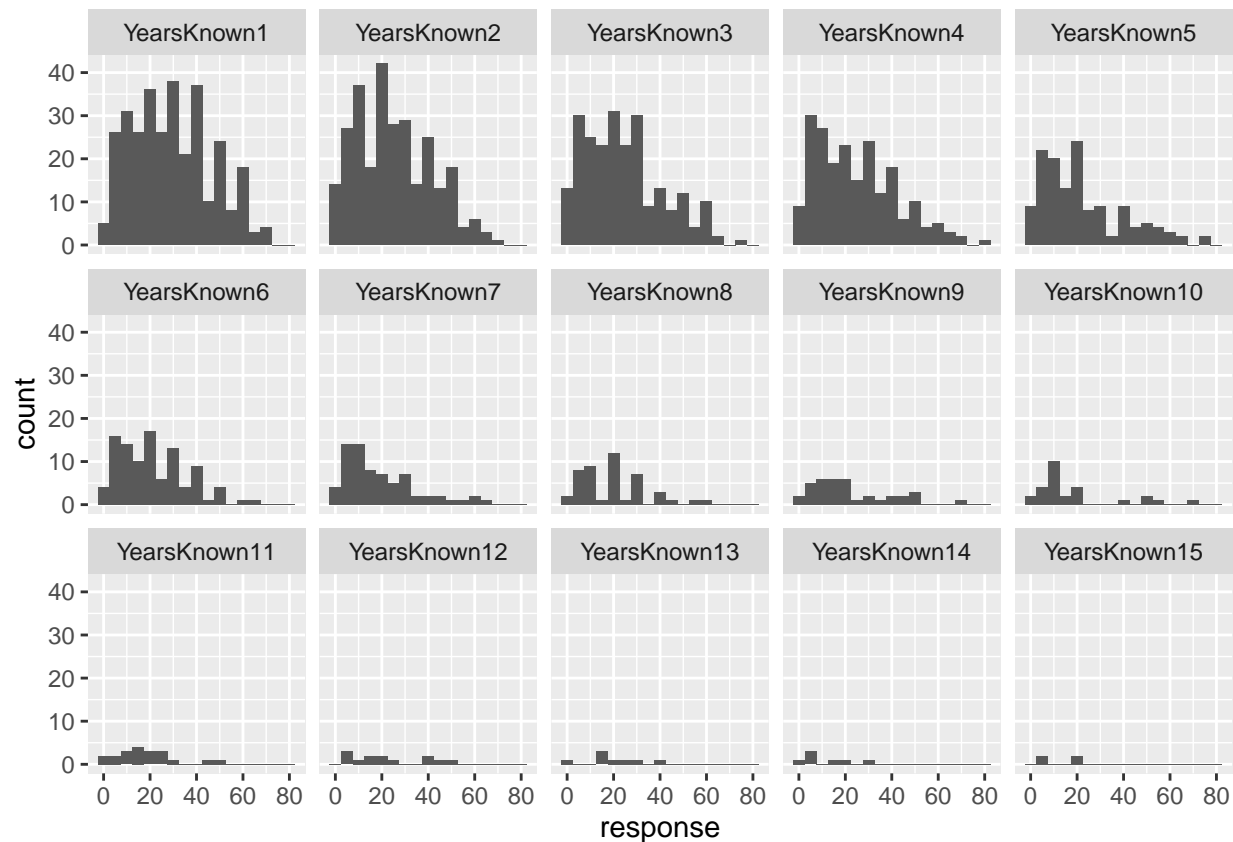 YearsKnown1 YearsKnown2 YearsKnown3 YearsKnown4 YearsKnown5
40
30
20
10
0
YearsKnown6 YearsKnown7 YearsKnown8 YearsKnown9 YearsKnown10
40
30
20
10
0
count
YearsKnown11 YearsKnown12 YearsKnown13 YearsKnown14 YearsKnown15
40
30
20
10
0
0 20 40 60 80 0 20 40 60 80 0 20 40 60 80 0 20 40 60 80 0 20 40 60 80
response